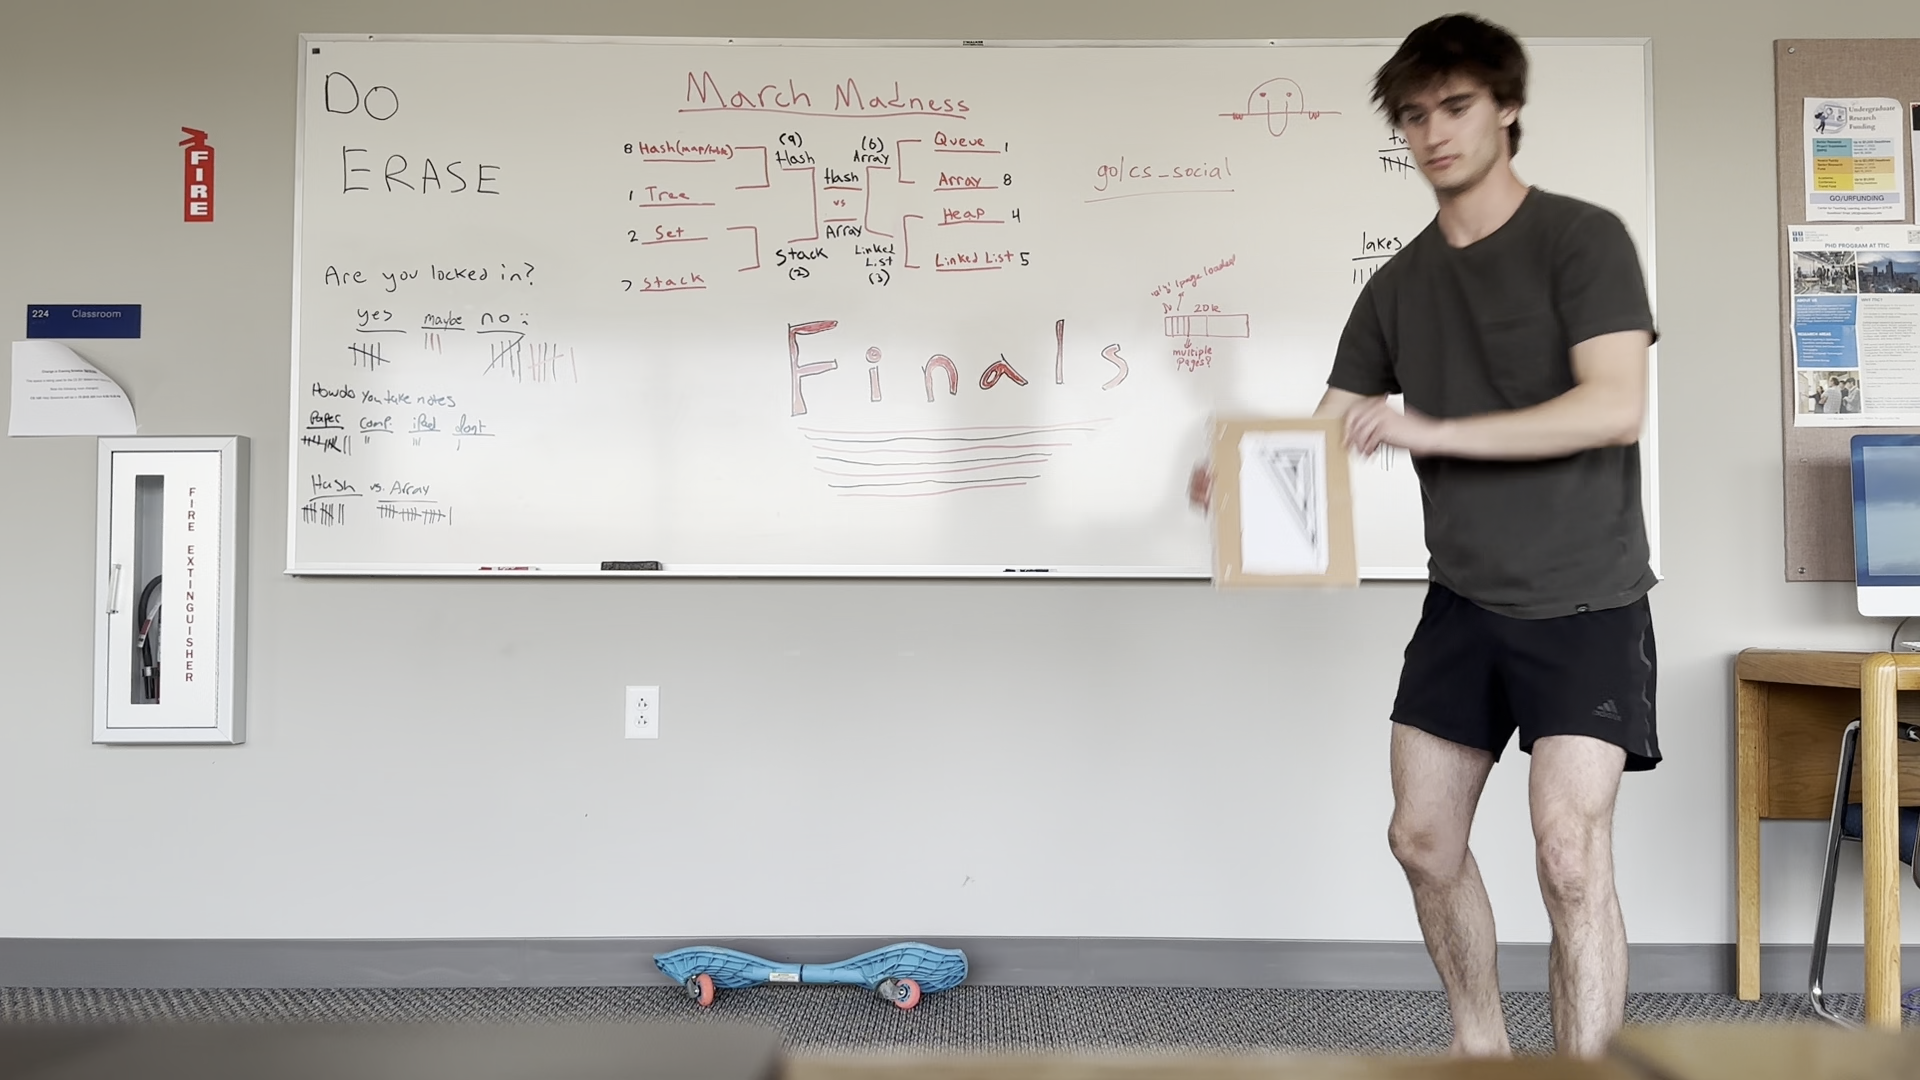 DO
ERASE
Are you locked in?
yes maybe no
How do you take notes
Paper comp. iPad dont
Hash vs. Array
March Madness
8 Hash(map/table)
1 Tree
2 Set
7 Stack
(9)
Hash
Stack
(2)
Hash
vs
Array
(6)
Array
Linked
List
(3)
Queue 1
Array 8
Heap 4
Linked List 5
Finals
go/cs_social
1 page loaded
20k
multiple
pages?
lakes
FIRE
224 Classroom
FIRE EXTINGUISHER
Undergraduate
Research
Funding
GO/URFUNDING
PHD PROGRAM AT TTIC
adidas